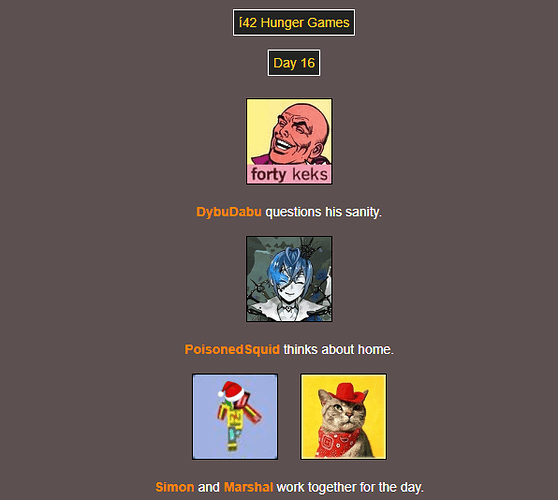 í42 Hunger Games
Day 16
forty keks
DybuDabu questions his sanity.
PoisonedSquid thinks about home.
Simon and Marshal work together for the day.